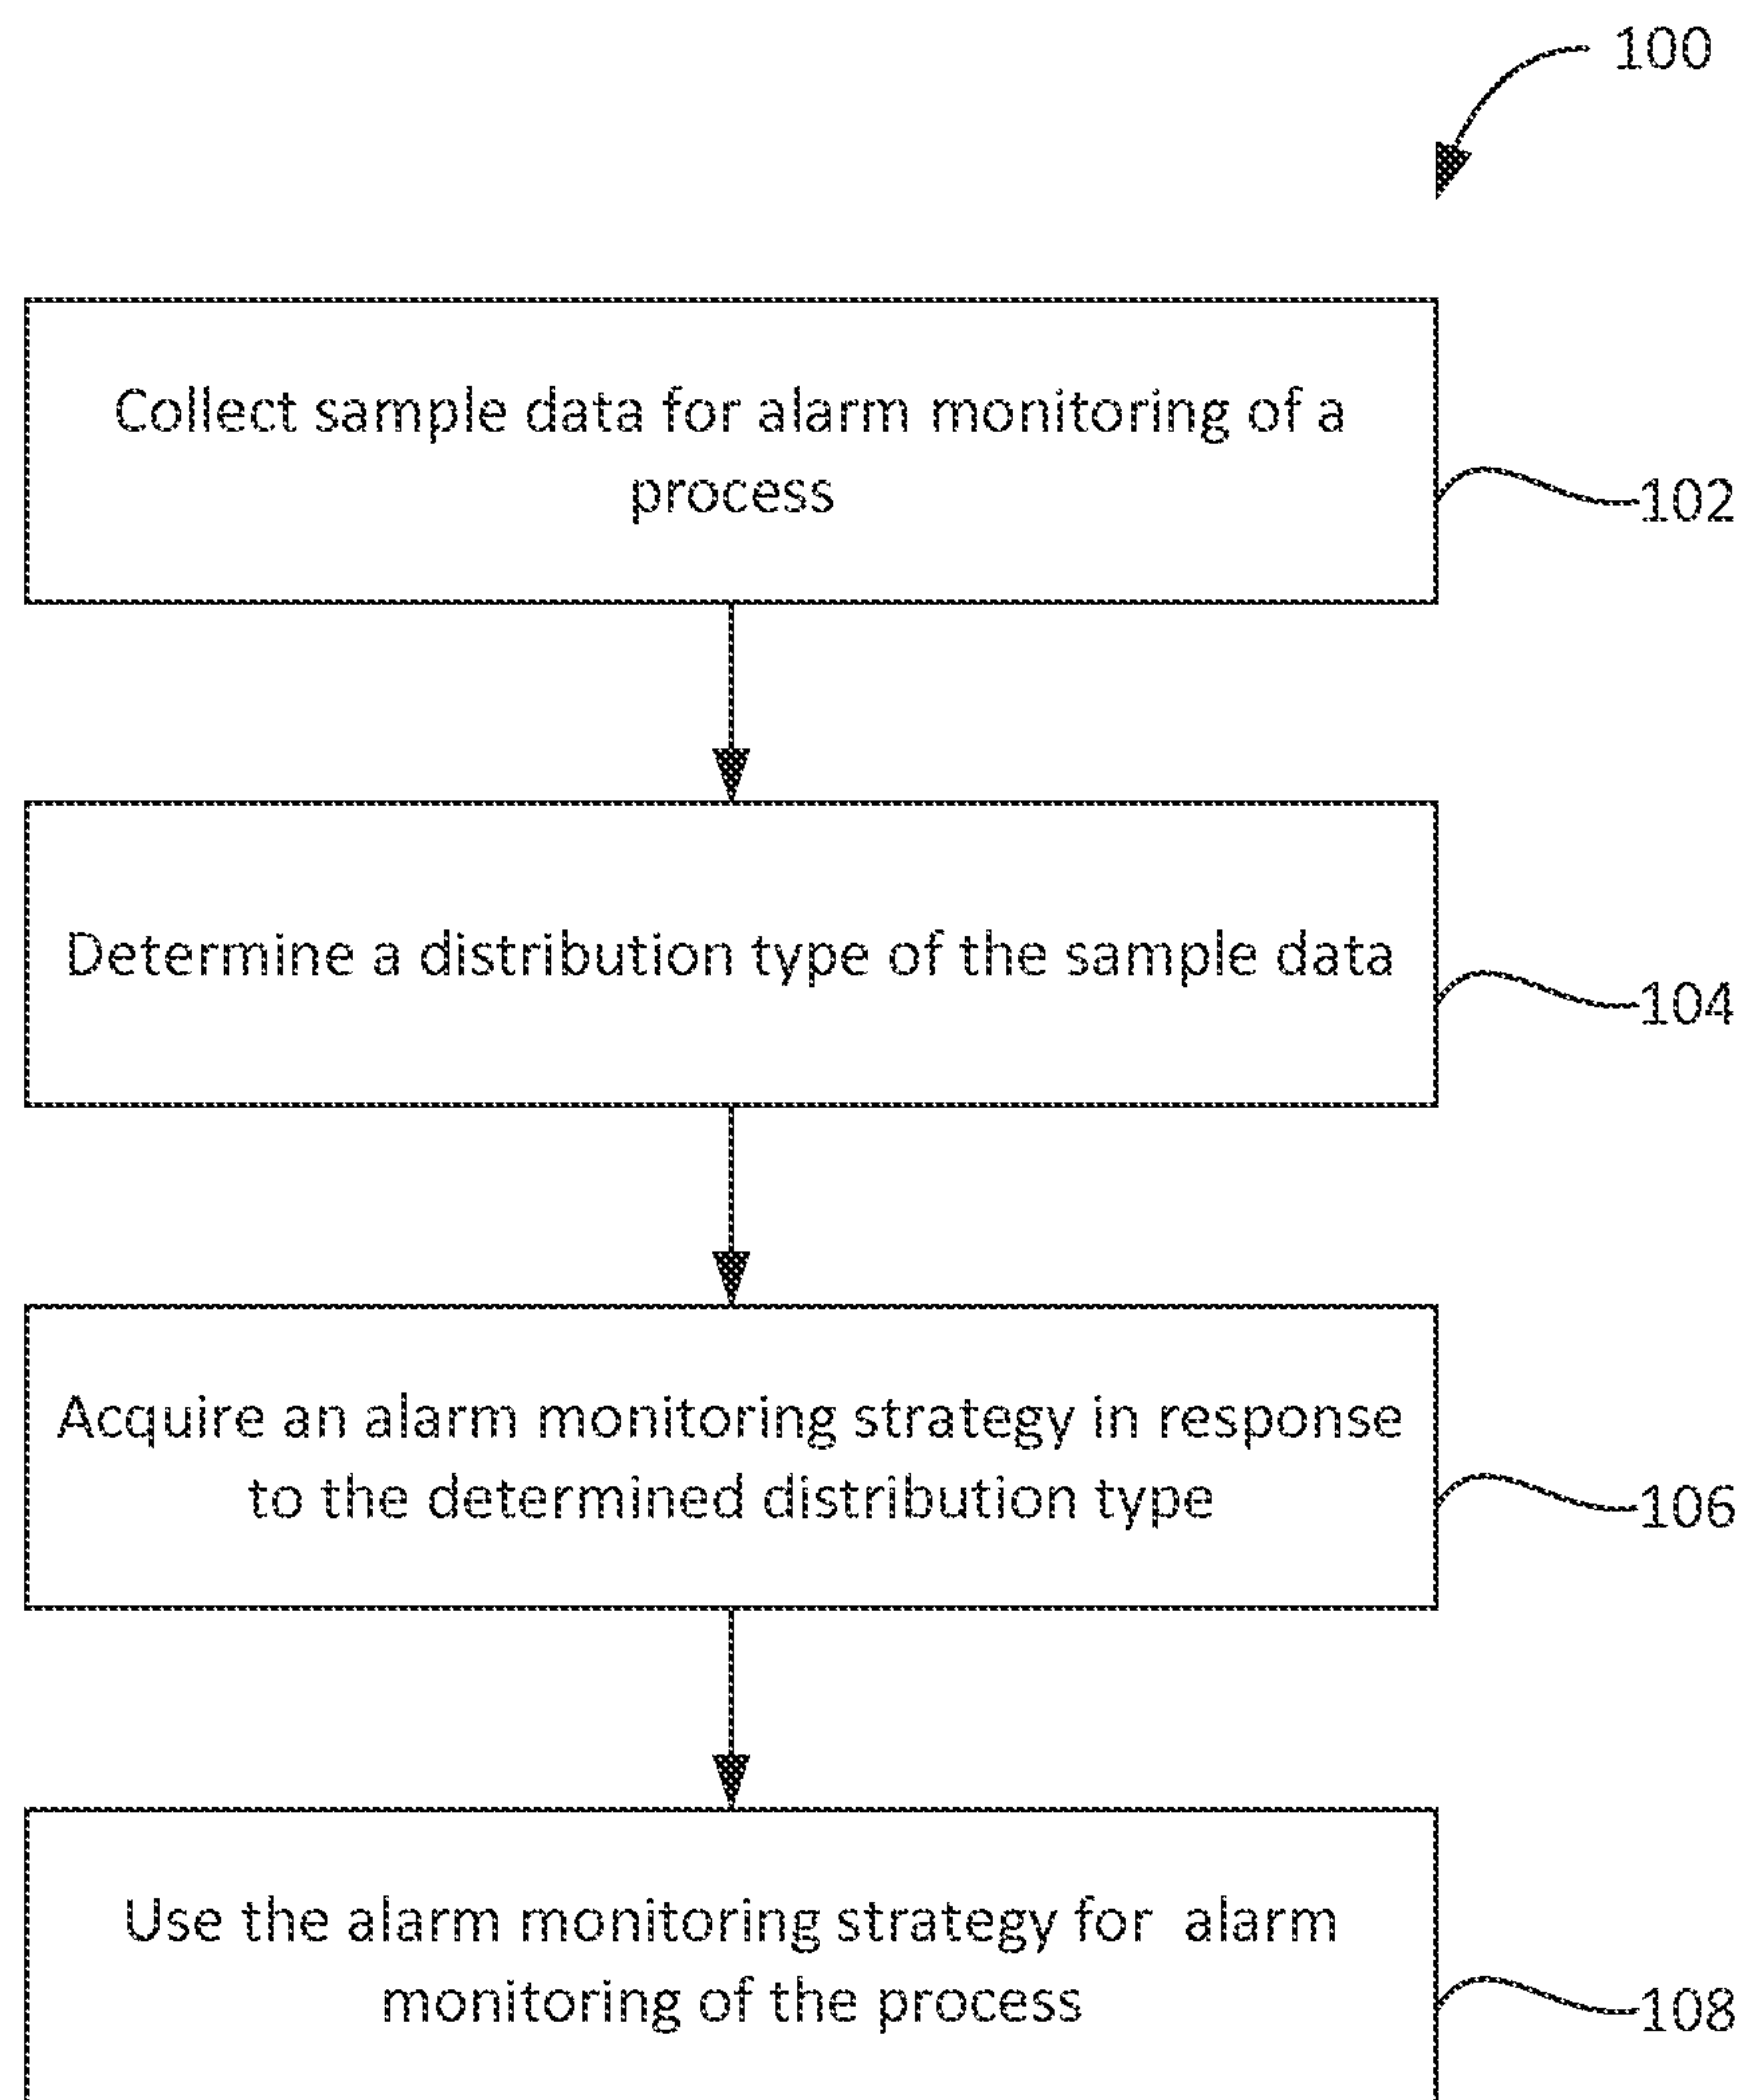 100
Collect sample data for alarm monitoring of a
process
102
Determine a distribution type of the sample data
104
Acquire an alarm monitoring strategy in response
to the determined distribution type
106
Use the alarm monitoring strategy for alarm
monitoring of the process
108